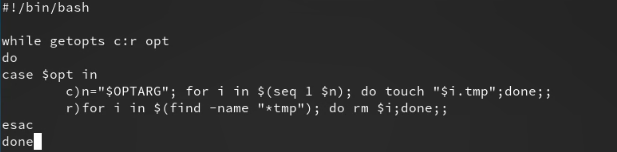 #!/bin/bash

while getopts c:r opt
do
case $opt in
        c)n="$OPTARG"; for i in $(seq 1 $n); do touch "$i.tmp";done;;
        r)for i in $(find -name "*tmp"); do rm $i;done;;
esac
done